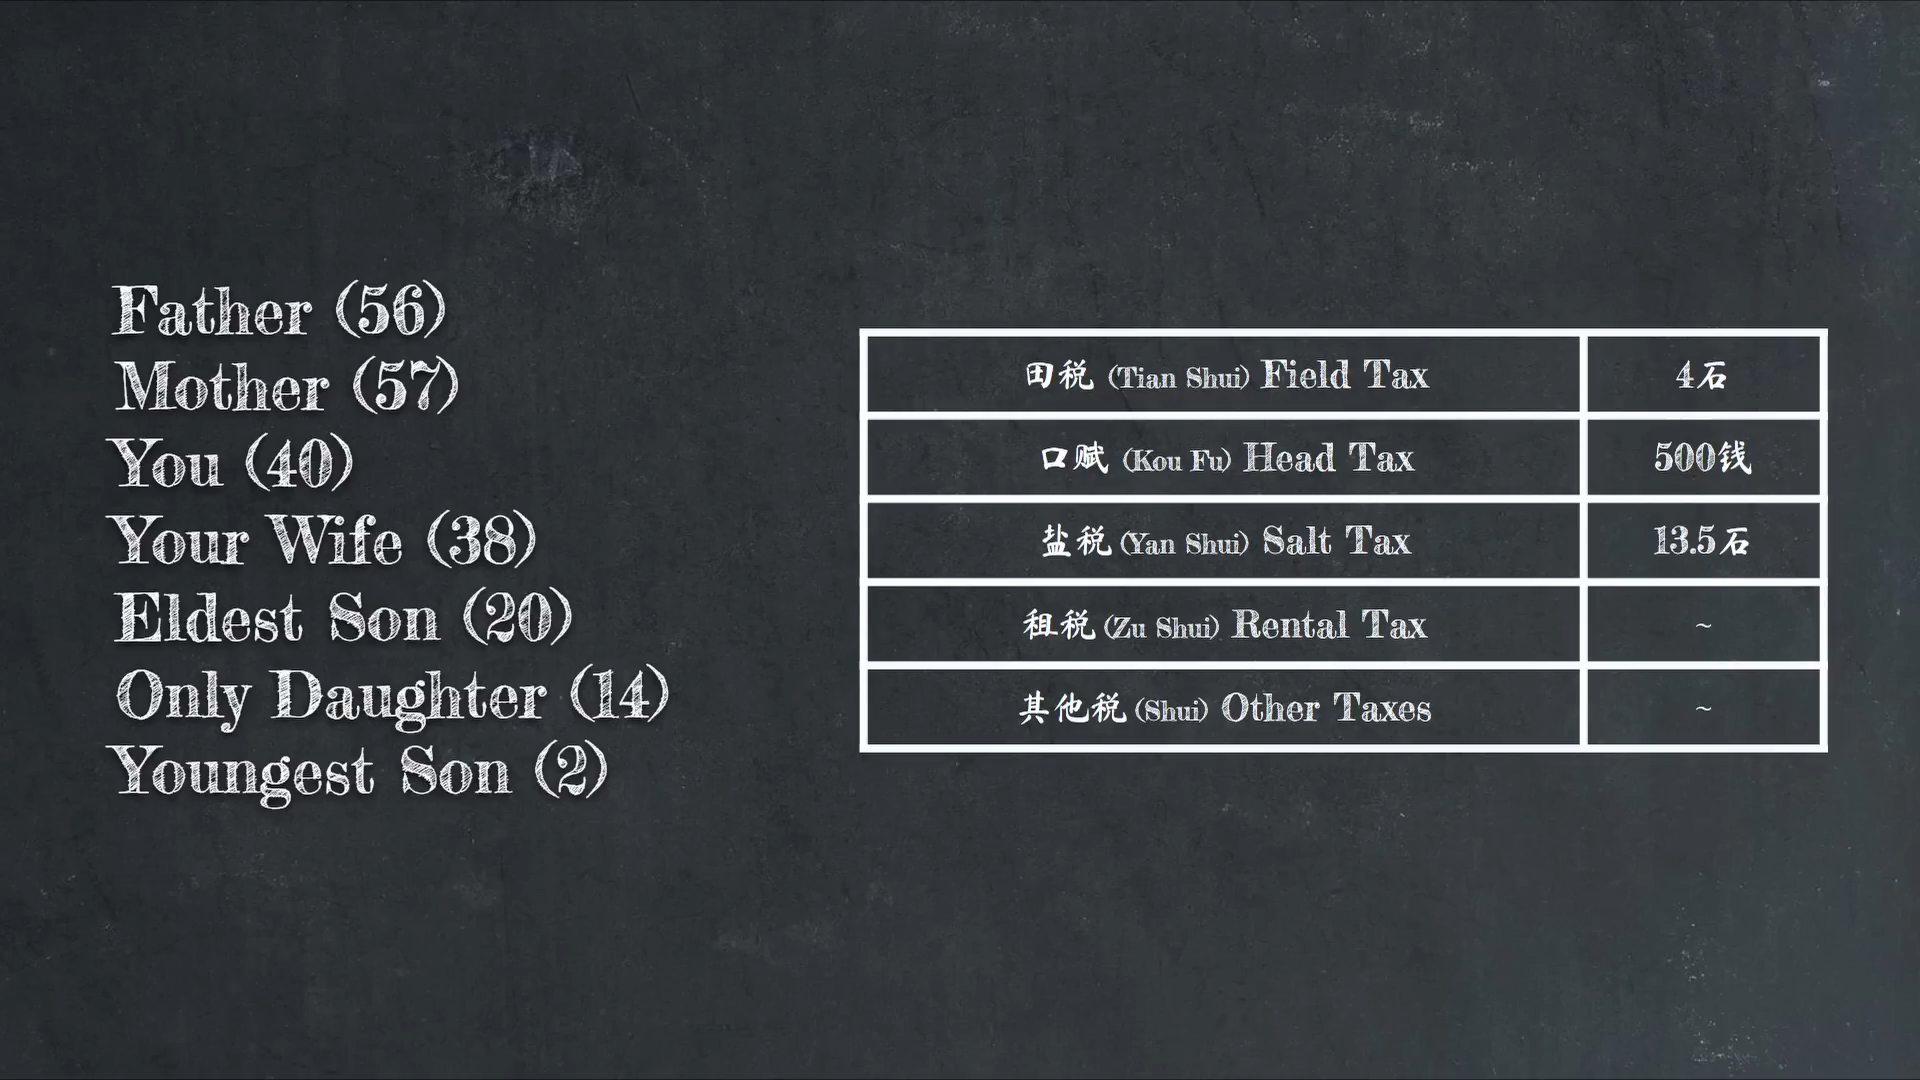 Father (56)
Mother (57)
You (40)
Your Wife (38)
Eldest Son (20)
Only Daughter (14)
Youngest Son (2)
田税 (Tian Shui) Field Tax 4石
口赋 (Kou Fu) Head Tax 500钱
盐税 (Yan Shui) Salt Tax 13.5石
租税 (Zu Shui) Rental Tax ~
其他税 (Shui) Other Taxes ~